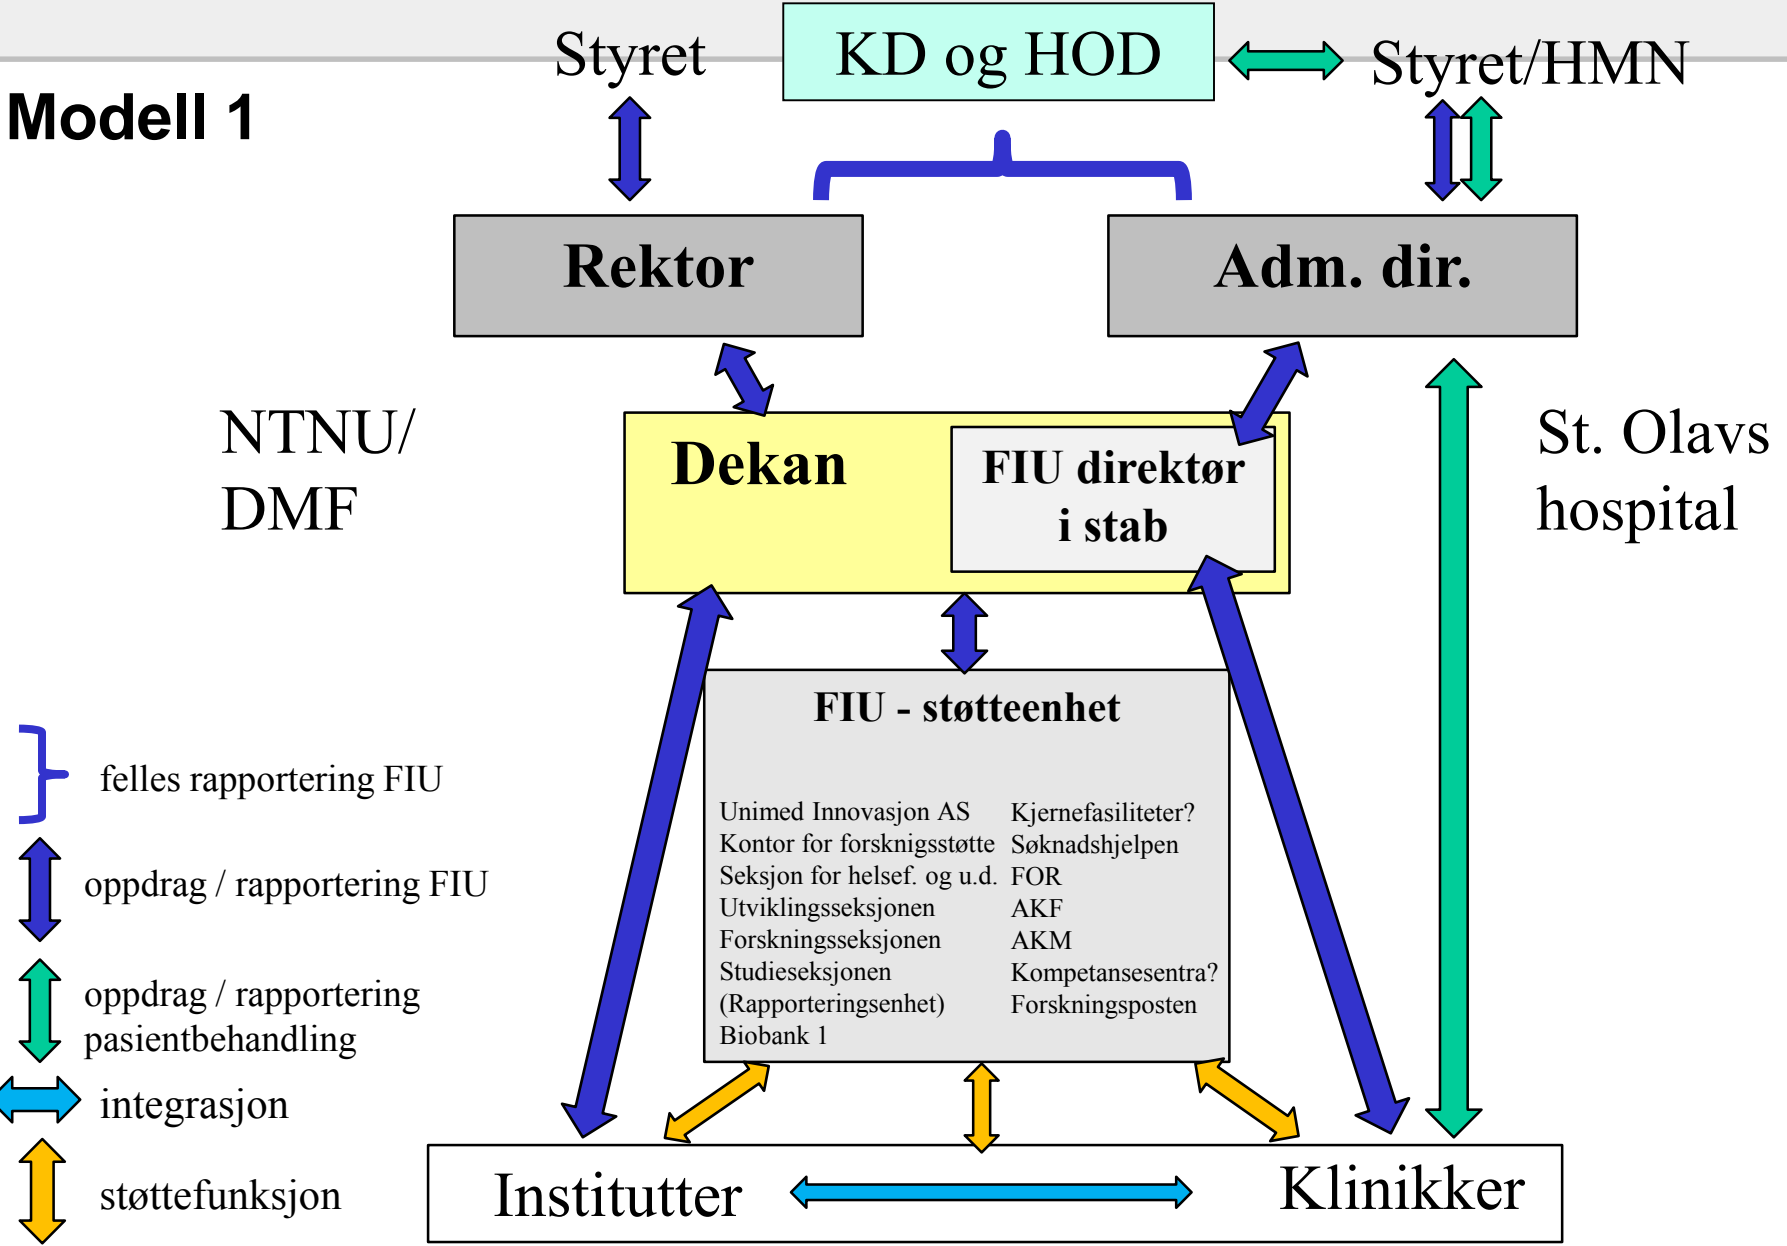 Styret
KD og HOD
Styret/HMN
Modell 1
Rektor
Adm. dir.
NTNU/
DMF
Dekan
FIU direktør
i stab
St. Olavs
hospital
FIU - støtteenhet
Unimed Innovasjon AS
Kontor for forsknigsstøtte
Seksjon for helsef. og u.d.
Utviklingsseksjonen
Forskningsseksjonen
Studieseksjonen
(Rapporteringsenhet)
Biobank 1
Kjernefasiliteter?
Søknadshjelpen
FOR
AKF
AKM
Kompetansesentra?
Forskningsposten
felles rapportering FIU
oppdrag / rapportering FIU
oppdrag / rapportering
pasientbehandling
integrasjon
støttefunksjon
Institutter
Klinikker